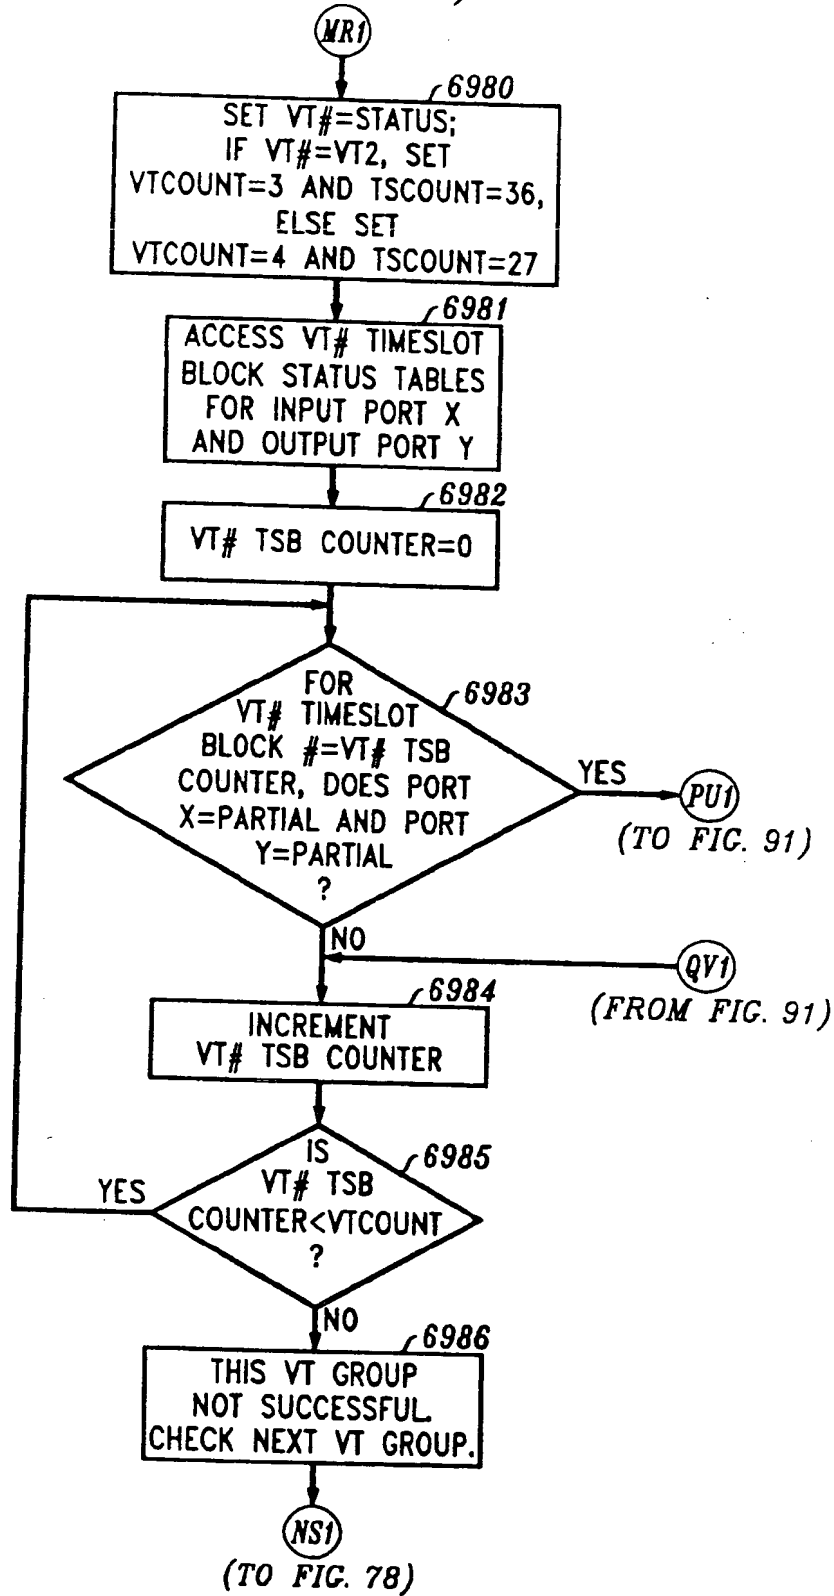 MR1
6980
SET VT#=STATUS;
IF VT#=VT2, SET
VTCOUNT=3 AND TSCOUNT=36,
ELSE SET
VTCOUNT=4 AND TSCOUNT=27
6981
ACCESS VT# TIMESLOT
BLOCK STATUS TABLES
FOR INPUT PORT X
AND OUTPUT PORT Y
6982
VT# TSB COUNTER=0
6983
FOR
VT# TIMESLOT
BLOCK #=VT# TSB
COUNTER, DOES PORT
X=PARTIAL AND PORT
Y=PARTIAL
?
YES
PU1
(TO FIG. 91)
NO
QV1
(FROM FIG. 91)
6984
INCREMENT
VT# TSB COUNTER
6985
IS
VT# TSB
COUNTER<VTCOUNT
?
YES
NO
6986
THIS VT GROUP
NOT SUCCESSFUL.
CHECK NEXT VT GROUP.
NS1
(TO FIG. 78)